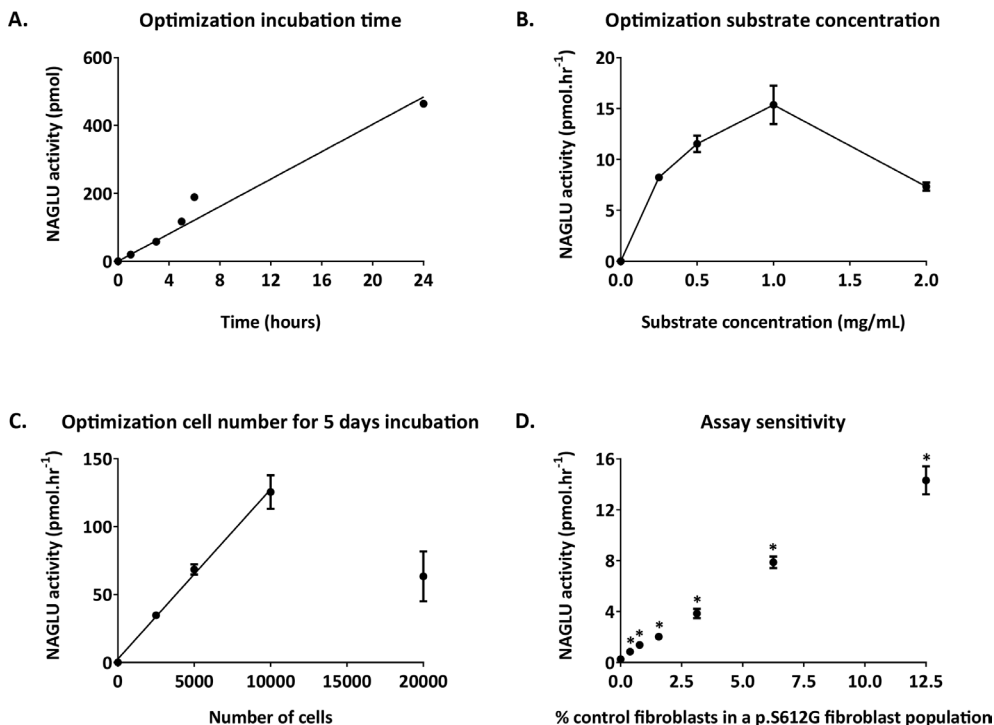 A. Optimization incubation time
NAGLU activity (pmol)
600
400
200
0
0 4 8 12 16 20 24
Time (hours)
B. Optimization substrate concentration
NAGLU activity (pmol.hr-1)
20
15
10
5
0
0.0 0.5 1.0 1.5 2.0
Substrate concentration (mg/mL)
C. Optimization cell number for 5 days incubation
NAGLU activity (pmol.hr-1)
150
100
50
0
0 5000 10000 15000 20000
Number of cells
D. Assay sensitivity
NAGLU activity (pmol.hr-1)
16
12
8
4
0
* * * * * *
0.0 2.5 5.0 7.5 10.0 12.5
% control fibroblasts in a p.S612G fibroblast population